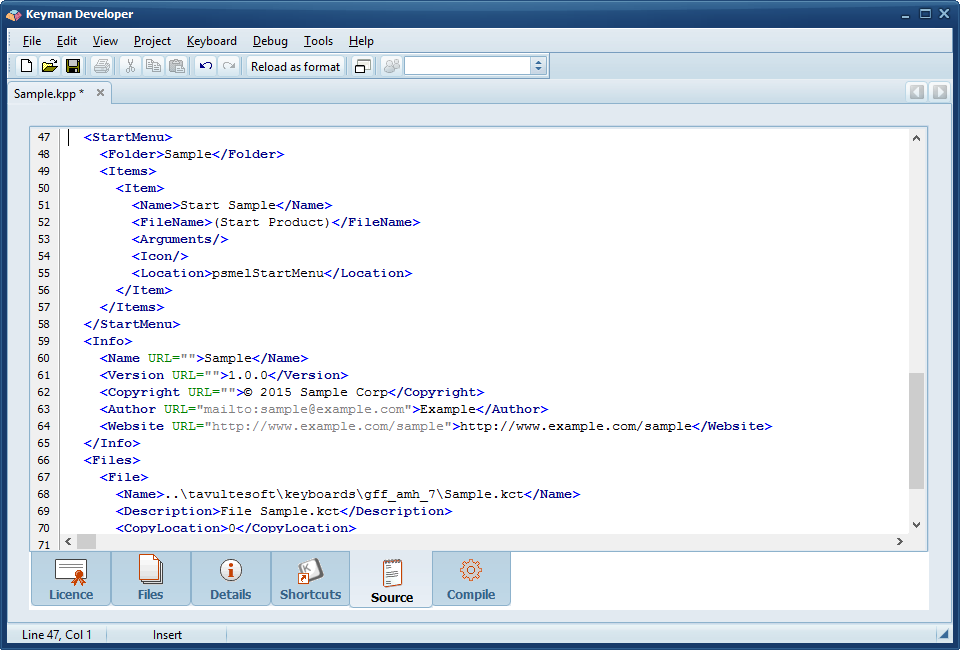 Keyman Developer
File Edit View Project Keyboard Debug Tools Help
Reload as format
Sample.kpp *
47 <StartMenu>
48 <Folder>Sample</Folder>
49 <Items>
50 <Item>
51 <Name>Start Sample</Name>
52 <FileName>(Start Product)</FileName>
53 <Arguments/>
54 <Icon/>
55 <Location>psmelStartMenu</Location>
56 </Item>
57 </Items>
58 </StartMenu>
59 <Info>
60 <Name URL="">Sample</Name>
61 <Version URL="">1.0.0</Version>
62 <Copyright URL="">© 2015 Sample Corp</Copyright>
63 <Author URL="mailto:sample@example.com">Example</Author>
64 <Website URL="http://www.example.com/sample">http://www.example.com/sample</Website>
65 </Info>
66 <Files>
67 <File>
68 <Name>..\tavultesoft\keyboards\gff_amh_7\Sample.kct</Name>
69 <Description>File Sample.kct</Description>
70 <CopyLocation>0</CopyLocation>
71
Licence Files Details Shortcuts Source Compile
Line 47, Col 1 Insert